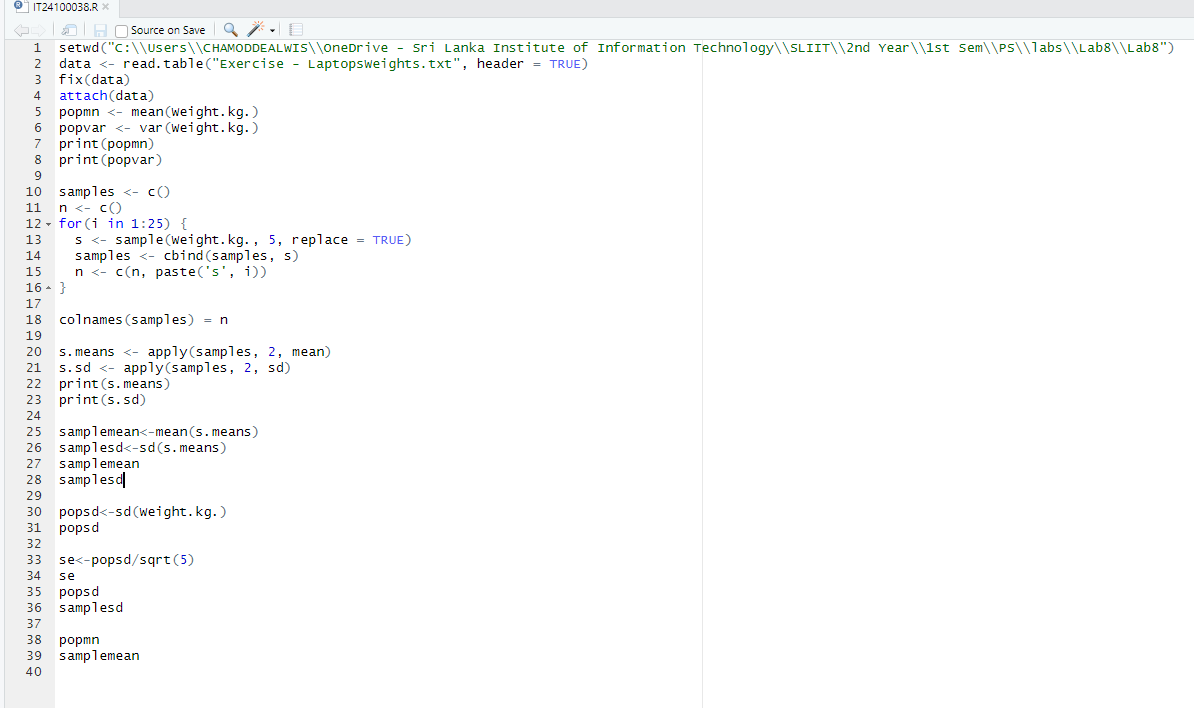 IT24100038.R
Source on Save
1 setwd("C:\\Users\\CHAMODDEALWIS\\OneDrive - Sri Lanka Institute of Information Technology\\SLIIT\\2nd Year\\1st Sem\\PS\\labs\\Lab8\\Lab8")
2 data <- read.table("Exercise - LaptopsWeights.txt", header = TRUE)
3 fix(data)
4 attach(data)
5 popmn <- mean(Weight.kg.)
6 popvar <- var(Weight.kg.)
7 print(popmn)
8 print(popvar)
9
10 samples <- c()
11 n <- c()
12 for(i in 1:25) {
13   s <- sample(Weight.kg., 5, replace = TRUE)
14   samples <- cbind(samples, s)
15   n <- c(n, paste('s', i))
16 }
17
18 colnames(samples) = n
19
20 s.means <- apply(samples, 2, mean)
21 s.sd <- apply(samples, 2, sd)
22 print(s.means)
23 print(s.sd)
24
25 samplemean<-mean(s.means)
26 samplesd<-sd(s.means)
27 samplemean
28 samplesd
29
30 popsd<-sd(Weight.kg.)
31 popsd
32
33 se<-popsd/sqrt(5)
34 se
35 popsd
36 samplesd
37
38 popmn
39 samplemean
40